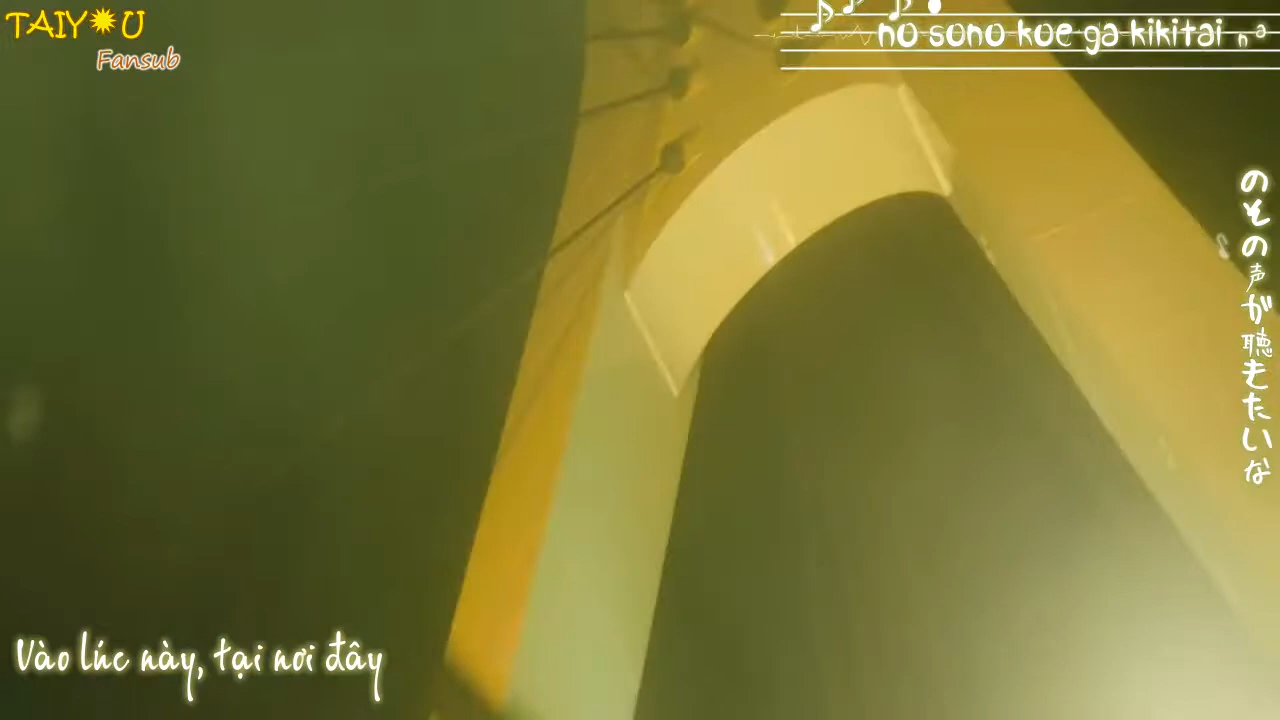 TAIYOU
Fansub
no sono koe ga kikitai na
のその声が聴きたいな
Vào lúc này, tại nơi đây